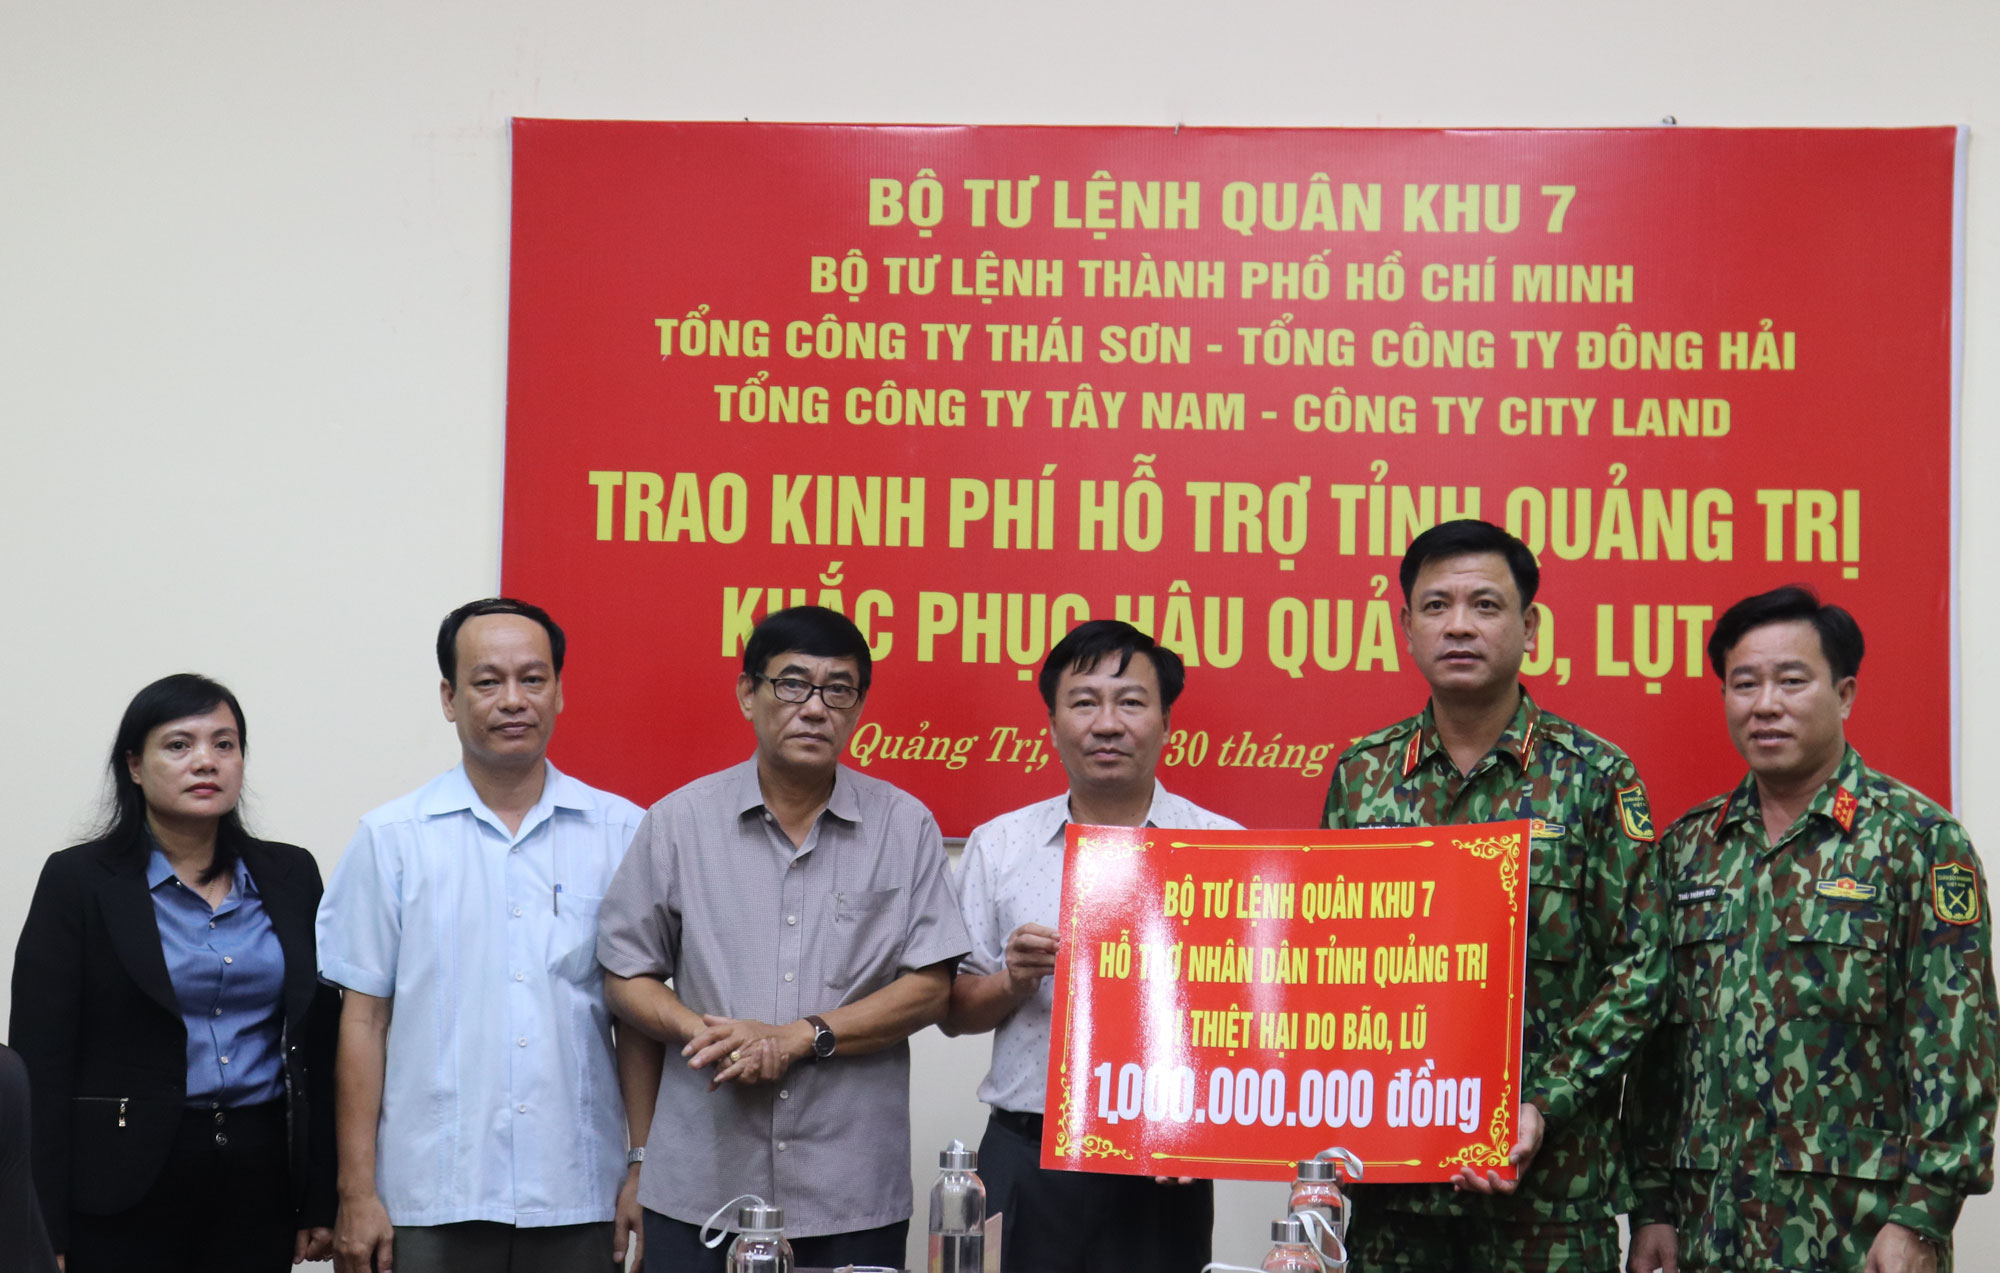 BỘ TƯ LỆNH QUÂN KHU 7
BỘ TƯ LỆNH THÀNH PHỐ HỒ CHÍ MINH
TỔNG CÔNG TY THÁI SƠN - TỔNG CÔNG TY ĐÔNG HẢI
TỔNG CÔNG TY TÂY NAM - CÔNG TY CITY LAND
TRAO KINH PHÍ HỖ TRỢ TỈNH QUẢNG TRỊ
KHẮC PHỤC HẬU QUẢ LỤT
Quảng Trị, 30 tháng
BỘ TƯ LỆNH QUÂN KHU 7
HỖ TRỢ NHÂN DÂN TỈNH QUẢNG TRỊ
THIỆT HẠI DO BÃO, LŨ
1.000.000.000 đồng